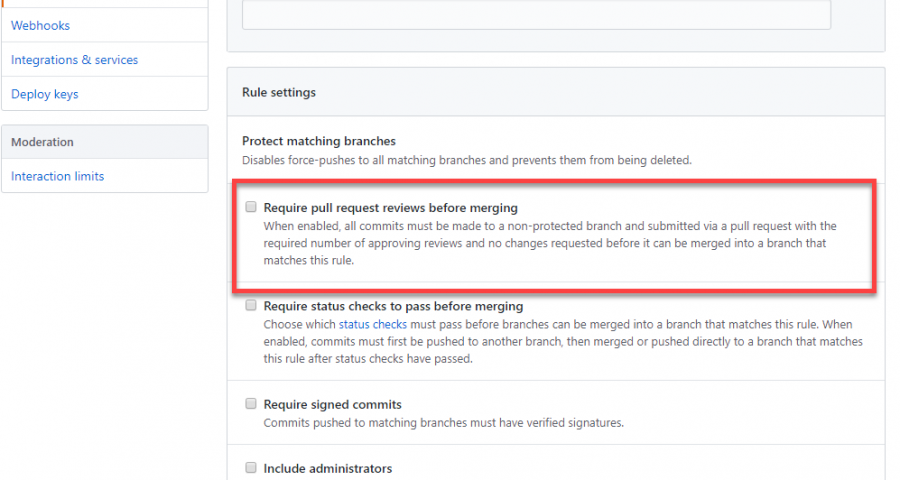 Webhooks
Integrations & services
Deploy keys
Moderation
Interaction limits
Rule settings
Protect matching branches
Disables force-pushes to all matching branches and prevents them from being deleted.
Require pull request reviews before merging
When enabled, all commits must be made to a non-protected branch and submitted via a pull request with the
required number of approving reviews and no changes requested before it can be merged into a branch that
matches this rule.
Require status checks to pass before merging
Choose which status checks must pass before branches can be merged into a branch that matches this rule. When
enabled, commits must first be pushed to another branch, then merged or pushed directly to a branch that matches
this rule after status checks have passed.
Require signed commits
Commits pushed to matching branches must have verified signatures.
Include administrators